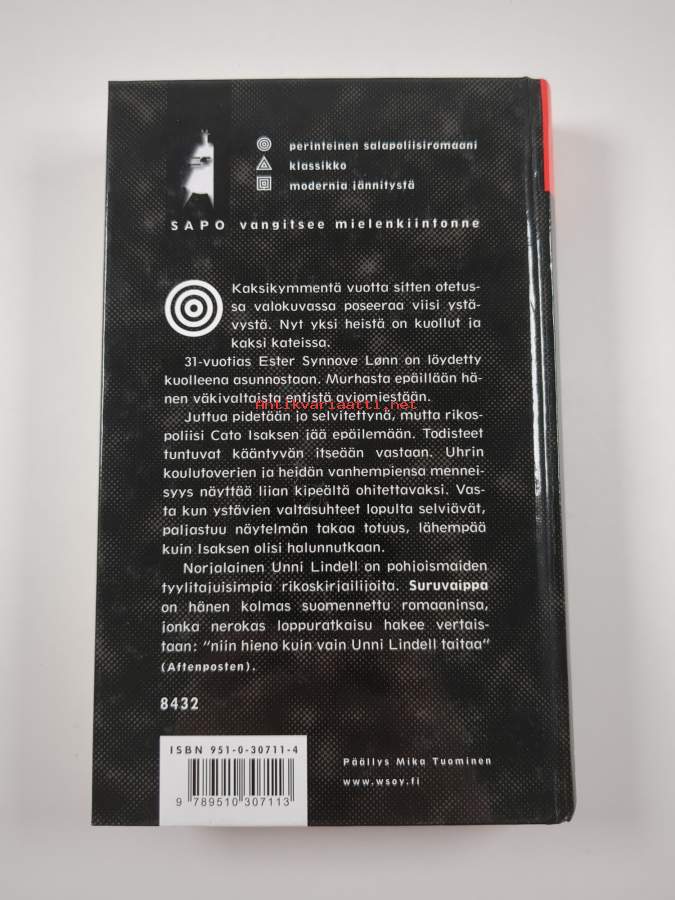 perinteinen salapoliisiromaani
klassikko
modernia jännitystä
SAPO vangitsee mielenkiintonne
Kaksikymmentä vuotta sitten otetus-
sa valokuvassa poseeraa viisi ystä-
vystä. Nyt yksi heistä on kuollut ja
kaksi kateissa.
31-vuotias Ester Synnove Lønn on löydetty
kuolleena asunnostaan. Murhasta epäillään hä-
nen väkivaltaista entistä aviomiestään.
Antikvariaatti.net
Juttua pidetään jo selvitettynä, mutta rikos-
poliisi Cato Isaksen jää epäilemään. Todisteet
tuntuvat kääntyvän itseään vastaan. Uhrin
koulutoverien ja heidän vanhempiensa mennei-
syys näyttää liian kipeältä ohitettavaksi. Vas-
ta kun ystävien valtasuhteet lopulta selviävät,
paljastuu näytelmän takaa totuus, lähempää
kuin Isaksen olisi halunnutkaan.
Norjalainen Unni Lindell on pohjoismaiden
tyylitajuisimpia rikoskirjailijoita. Suruvaippa
on hänen kolmas suomennettu romaaninsa,
jonka nerokas loppuratkaisu hakee vertais-
taan: "niin hieno kuin vain Unni Lindell taitaa"
(Aftenposten).
8432
ISBN 951-0-30711-4
9 789510 307113
Päällys Mika Tuominen
www.wsoy.fi